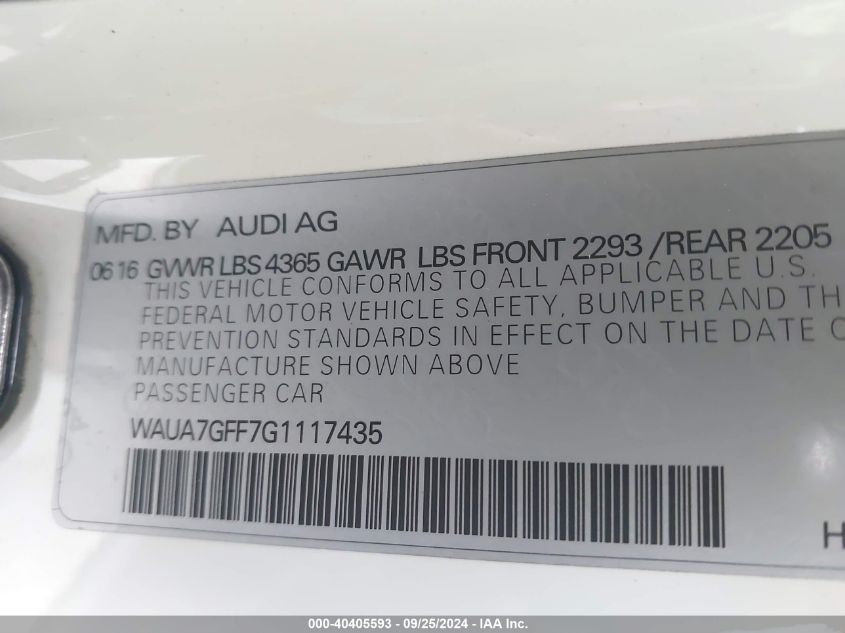 MFD. BY AUDI AG
0616 GVWR LBS 4365 GAWR LBS FRONT 2293 /REAR 2205
THIS VEHICLE CONFORMS TO ALL APPLICABLE U.S.
FEDERAL MOTOR VEHICLE SAFETY, BUMPER AND TH
PREVENTION STANDARDS IN EFFECT ON THE DATE O
MANUFACTURE SHOWN ABOVE
PASSENGER CAR
WAUA7GFF7G1117435
H
000-40405593 - 09/25/2024 - IAA Inc.